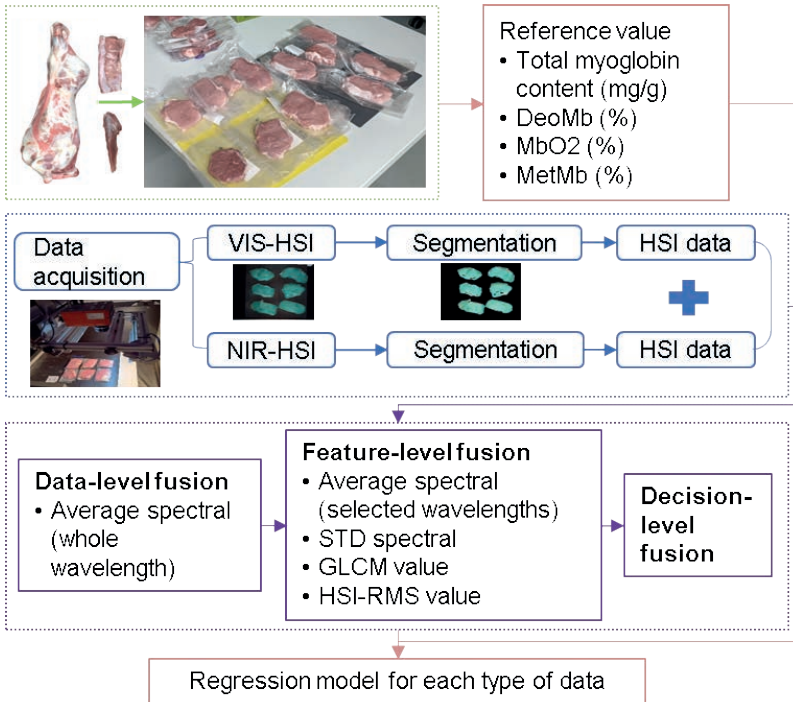 Reference value
• Total myoglobin
content (mg/g)
• DeoMb (%)
• MbO2 (%)
• MetMb (%)
Data
acquisition
VIS-HSI
Segmentation
HSI data
NIR-HSI
Segmentation
HSI data
Data-level fusion
• Average spectral
(whole
wavelength)
Feature-level fusion
• Average spectral
(selected wavelengths)
• STD spectral
• GLCM value
• HSI-RMS value
Decision-
level
fusion
Regression model for each type of data